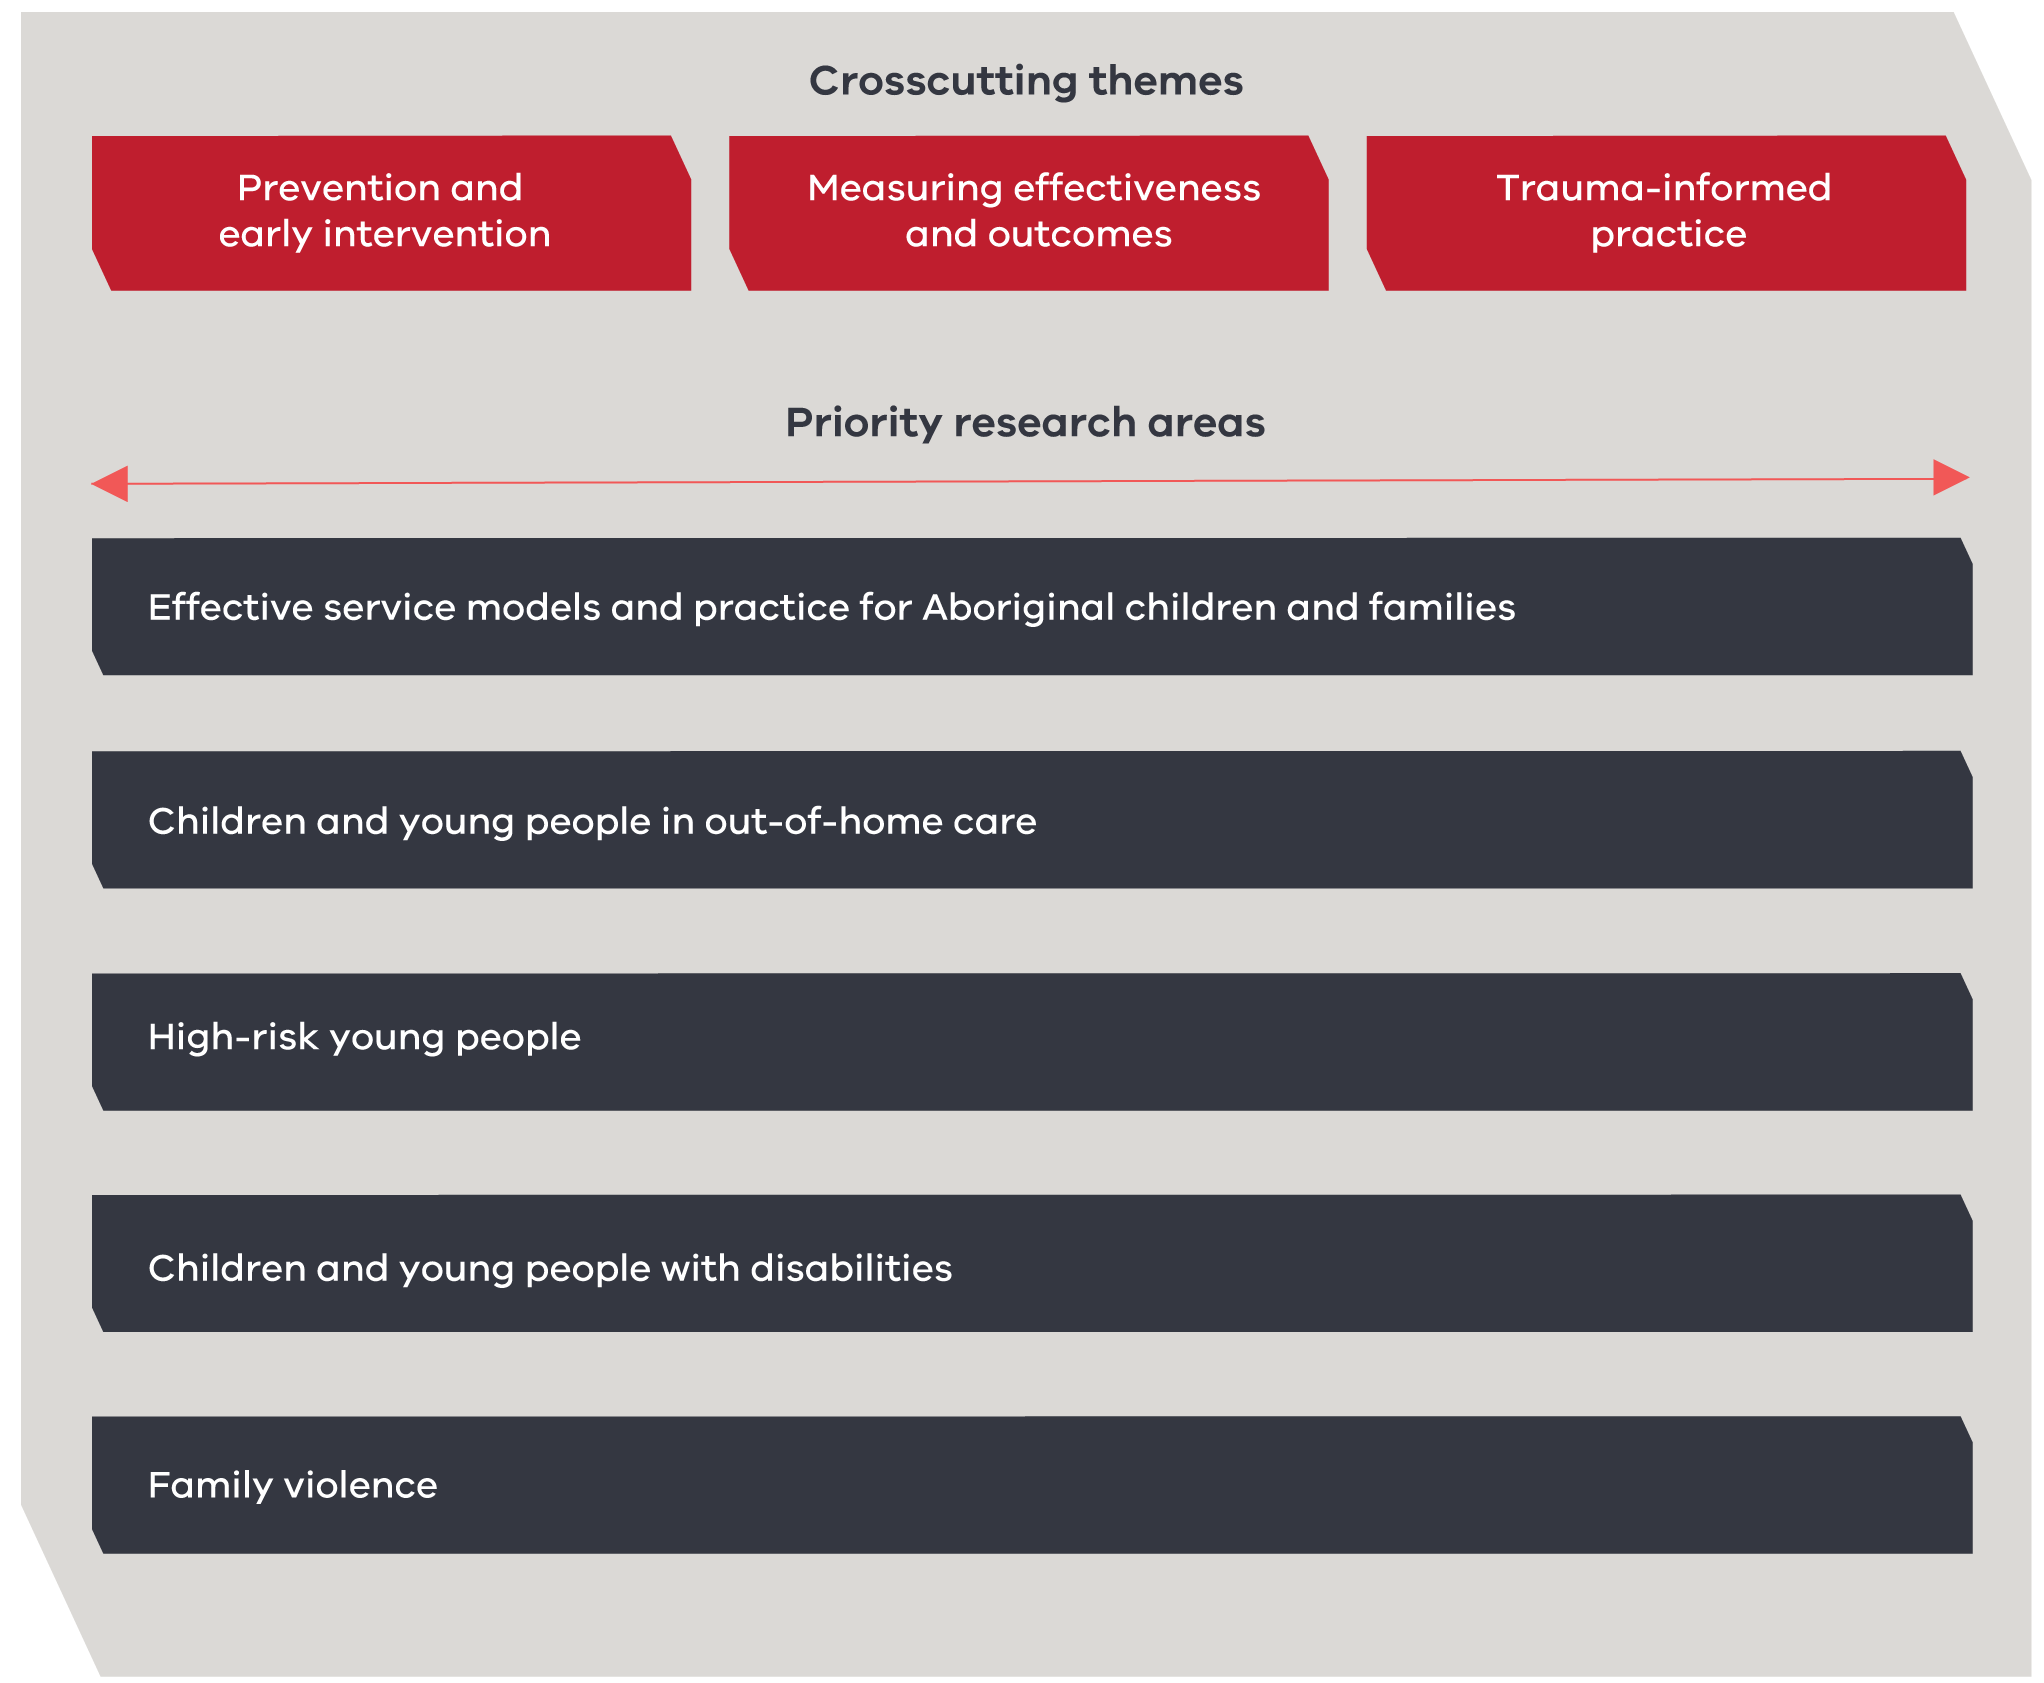 Crosscutting themes
Prevention and
early intervention
Measuring effectiveness
and outcomes
Trauma-informed
practice
Priority research areas
Effective service models and practice for Aboriginal children and families
Children and young people in out-of-home care
High-risk young people
Children and young people with disabilities
Family violence